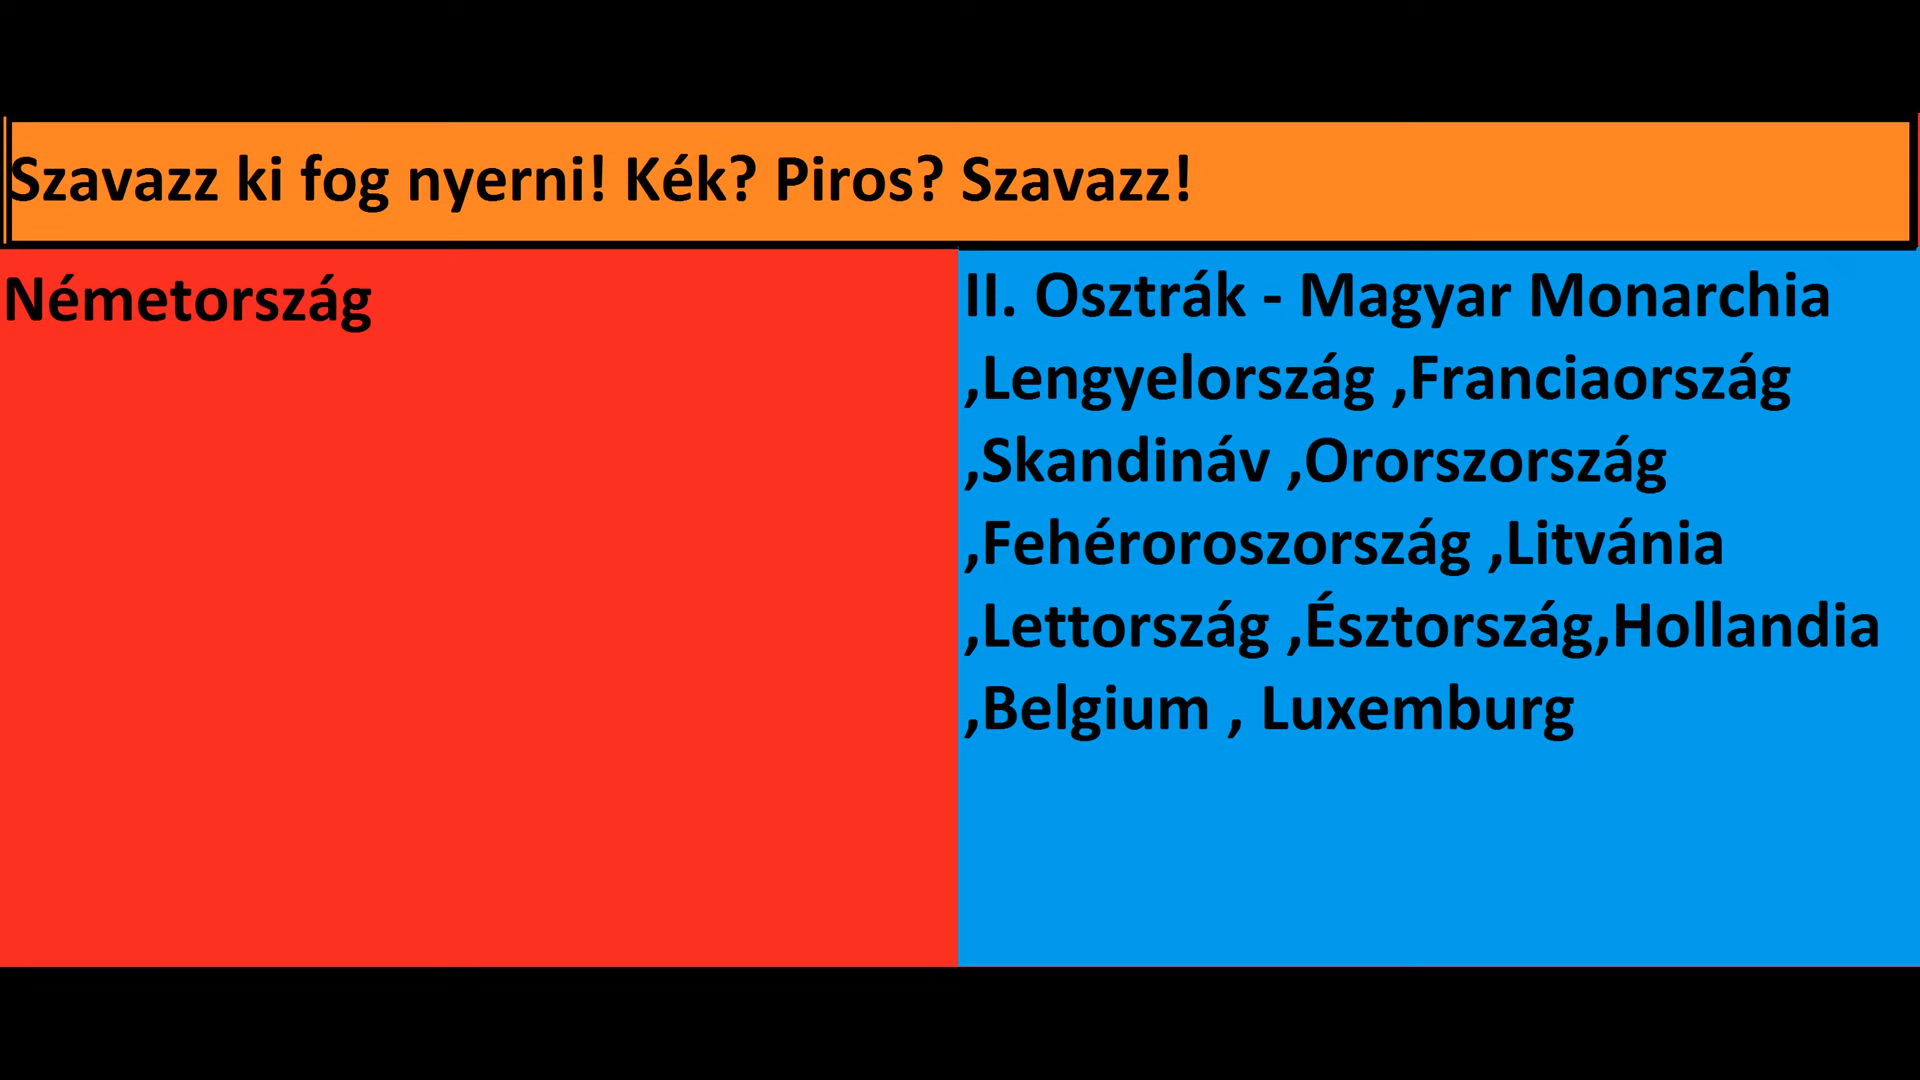 Szavazz ki fog nyerni! Kék? Piros? Szavazz!
Németország
II. Osztrák - Magyar Monarchia
,Lengyelország ,Franciaország
,Skandináv ,Ororszország
,Fehéroroszország ,Litvánia
,Lettország ,Észtország,Hollandia
,Belgium , Luxemburg